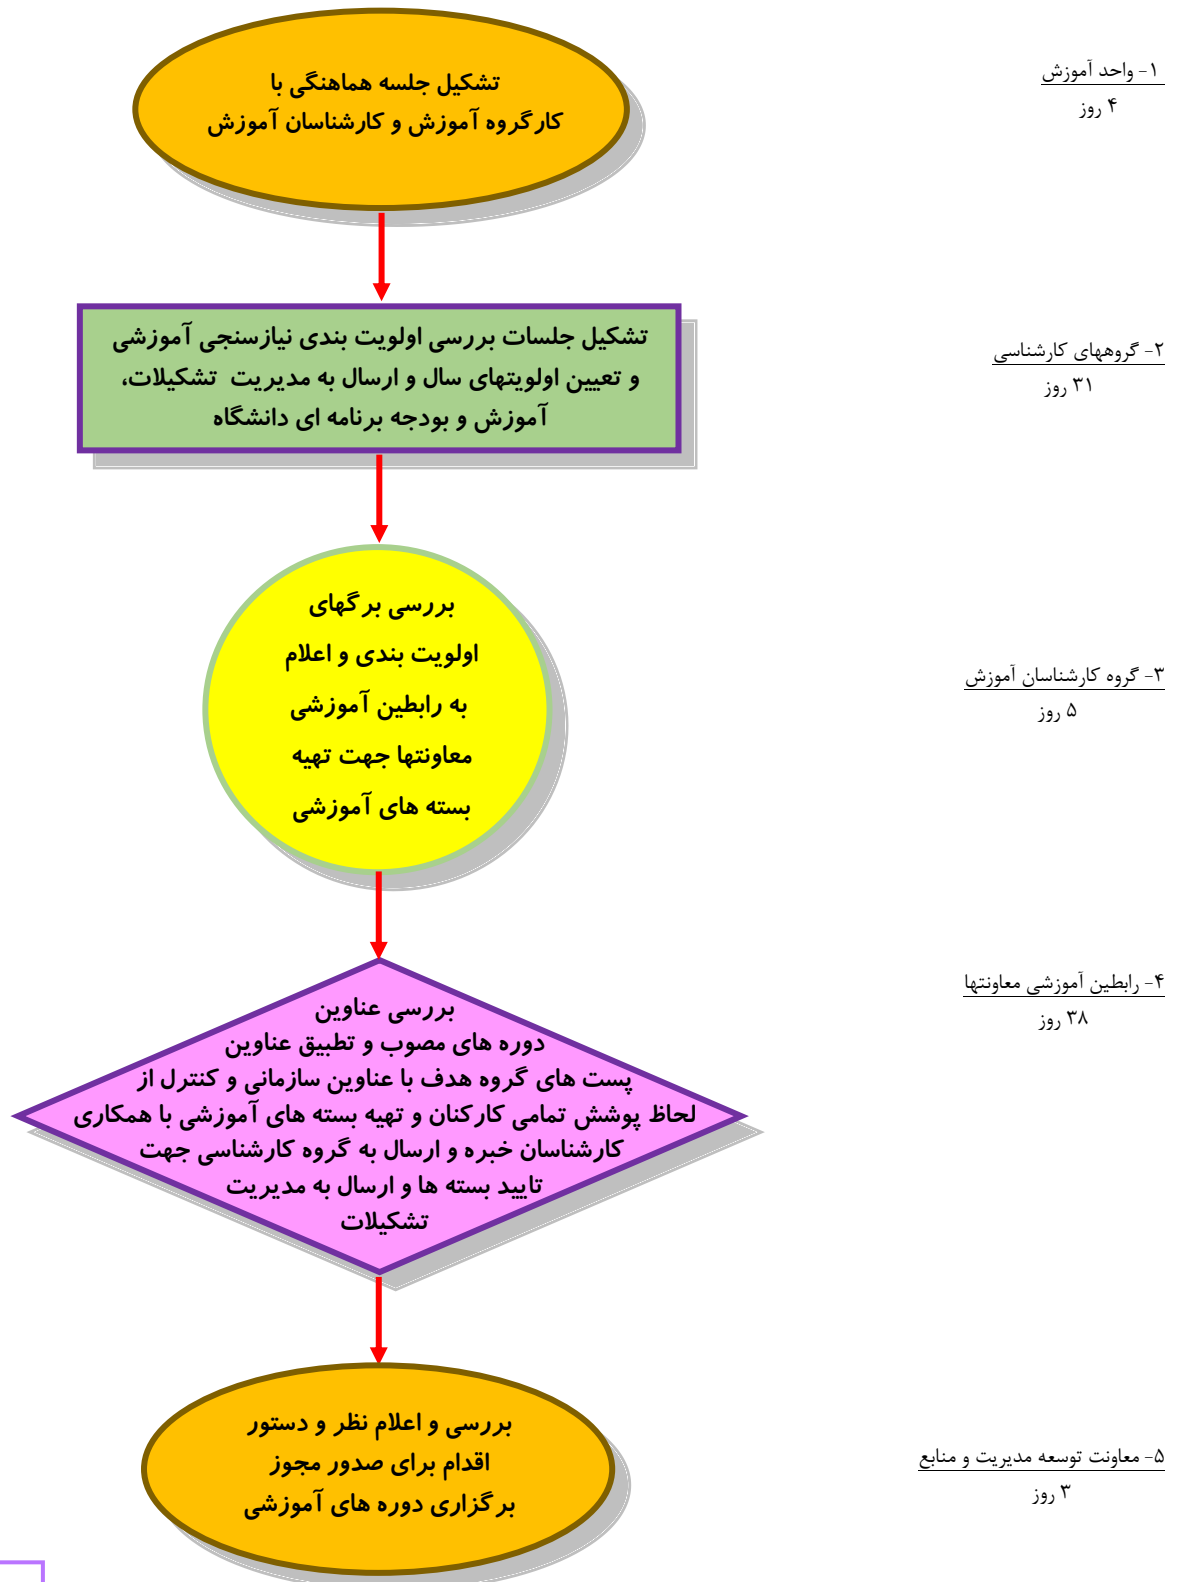 تشکیل جلسه هماهنگی با
کارگروه آموزش و کارشناسان آموزش
۱- واحد آموزش
۴ روز
تشکیل جلسات بررسی اولویت بندی نیازسنجی آموزشی
و تعیین اولویتهای سال و ارسال به مدیریت تشکیلات،
آموزش و بودجه برنامه ای دانشگاه
۲- گروههای کارشناسی
۳۱ روز
بررسی برگهای
اولویت بندی و اعلام
به رابطین آموزشی
معاونتها جهت تهیه
بسته های آموزشی
۳- گروه کارشناسان آموزش
۵ روز
بررسی عناوین
دوره های مصوب و تطبیق عناوین
پست های گروه هدف با عناوین سازمانی و کنترل از
لحاظ پوشش تمامی کارکنان و تهیه بسته های آموزشی با همکاری
کارشناسان خبره و ارسال به گروه کارشناسی جهت
تایید بسته ها و ارسال به مدیریت
تشکیلات
۴- رابطین آموزشی معاونتها
۳۸ روز
بررسی و اعلام نظر و دستور
اقدام برای صدور مجوز
برگزاری دوره های آموزشی
۵- معاونت توسعه مدیریت و منابع
۳ روز